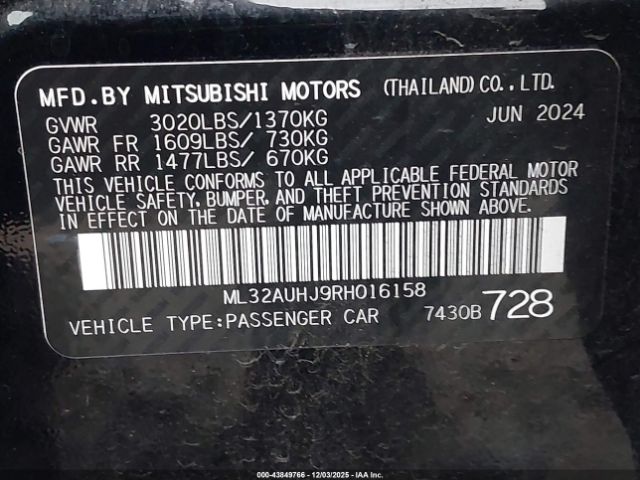 MFD.BY MITSUBISHI MOTORS (THAILAND)CO.,LTD.
GVWR 3020LBS/1370KG JUN 2024
GAWR FR 1609LBS/ 730KG
GAWR RR 1477LBS/ 670KG
THIS VEHICLE CONFORMS TO ALL APPLICABLE FEDERAL MOTOR
VEHICLE SAFETY, BUMPER, AND THEFT PREVENTION STANDARDS
IN EFFECT ON THE DATE OF MANUFACTURE SHOWN ABOVE.
ML32AUHJ9RH016158
VEHICLE TYPE:PASSENGER CAR 7430B 728
000-43849766 - 12/03/2025 - IAA Inc.